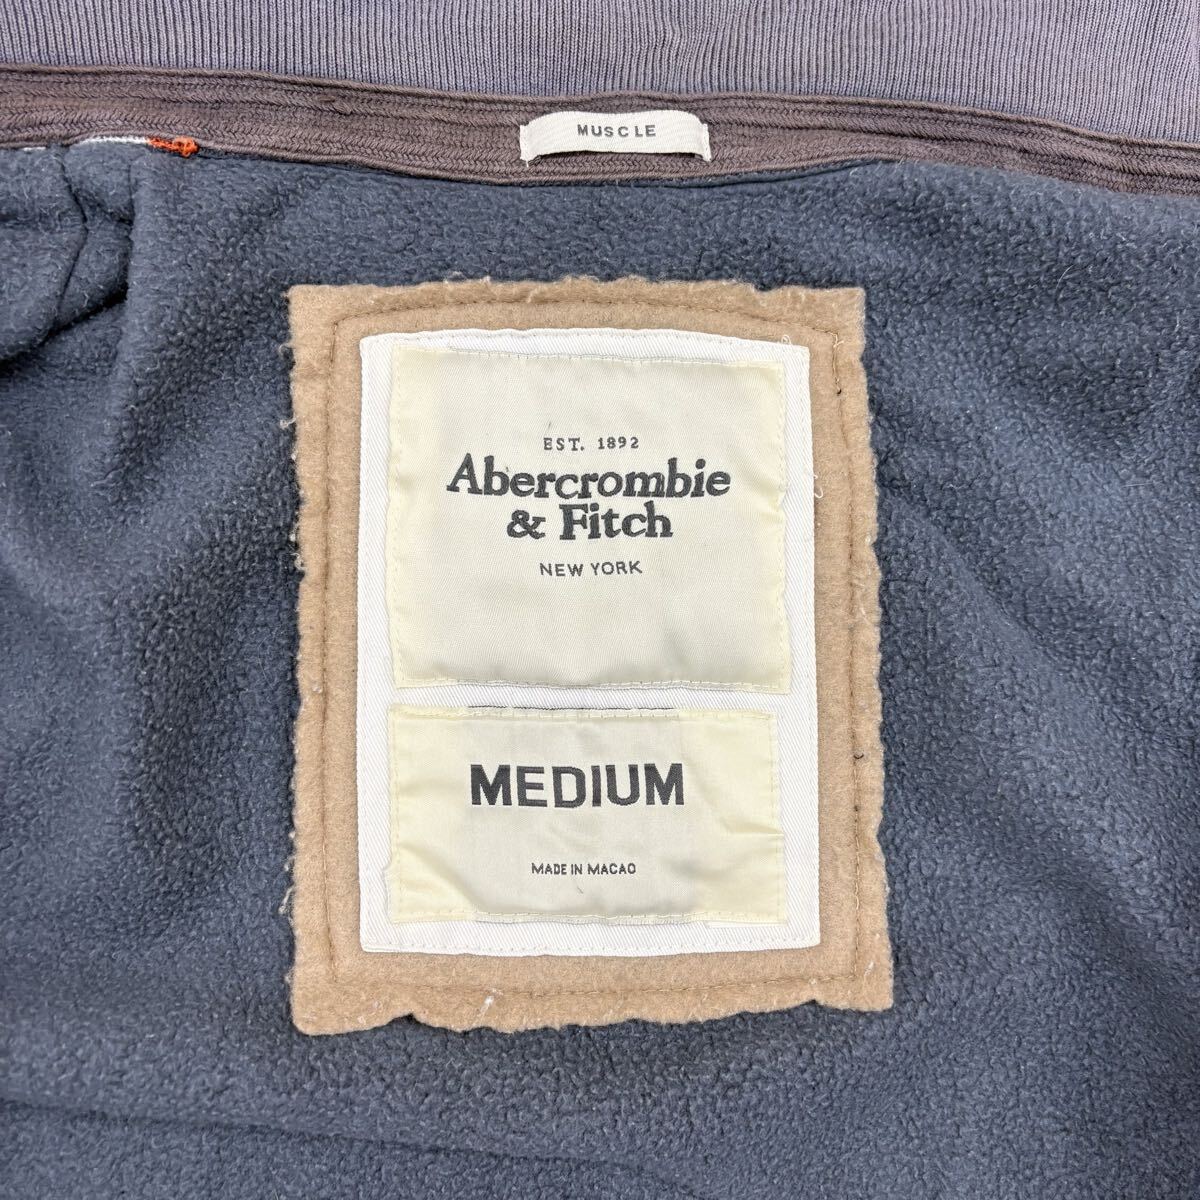 MUSCLE
EST. 1892
Abercrombie
& Fitch
NEW YORK
MEDIUM
MADE IN MACAO